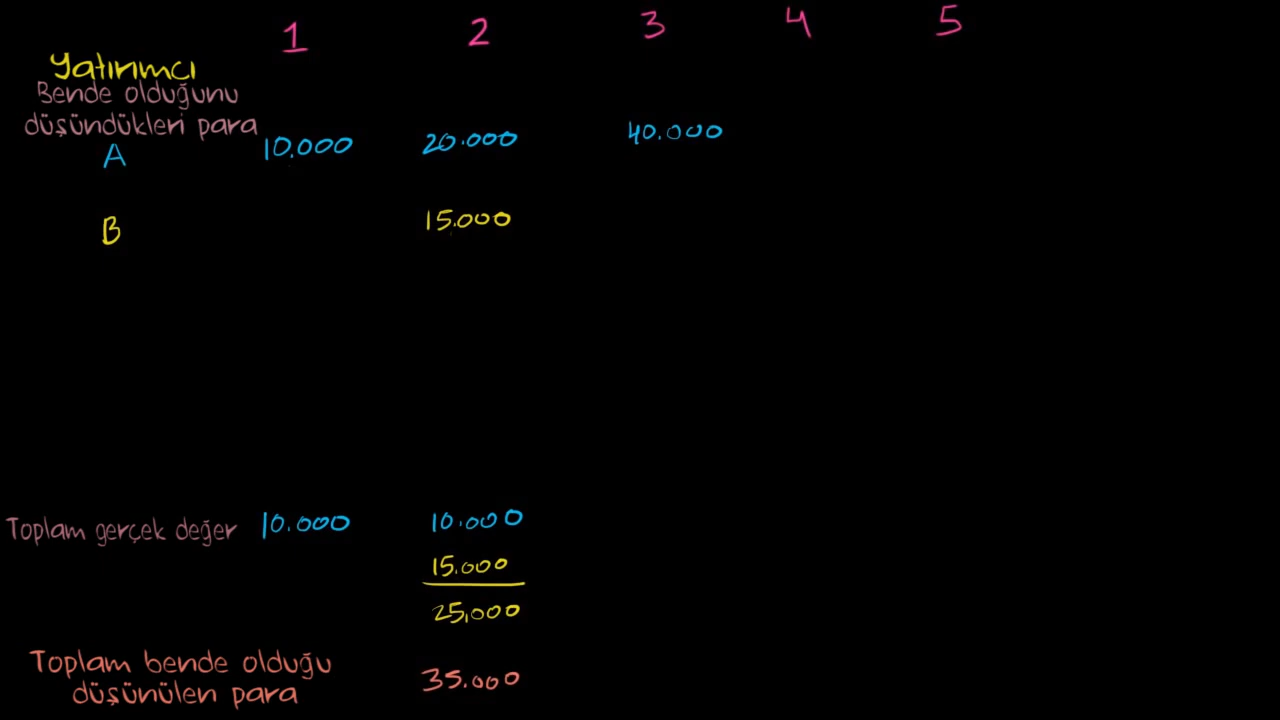 1 2 3 4 5
Yatırımcı
Bende olduğunu
düşündükleri para
A 10.000 20.000 40.000
B 15.000
Toplam gerçek değer 10.000 10.000
15.000
25,000
Toplam bende olduğu
düşünülen para 35.000